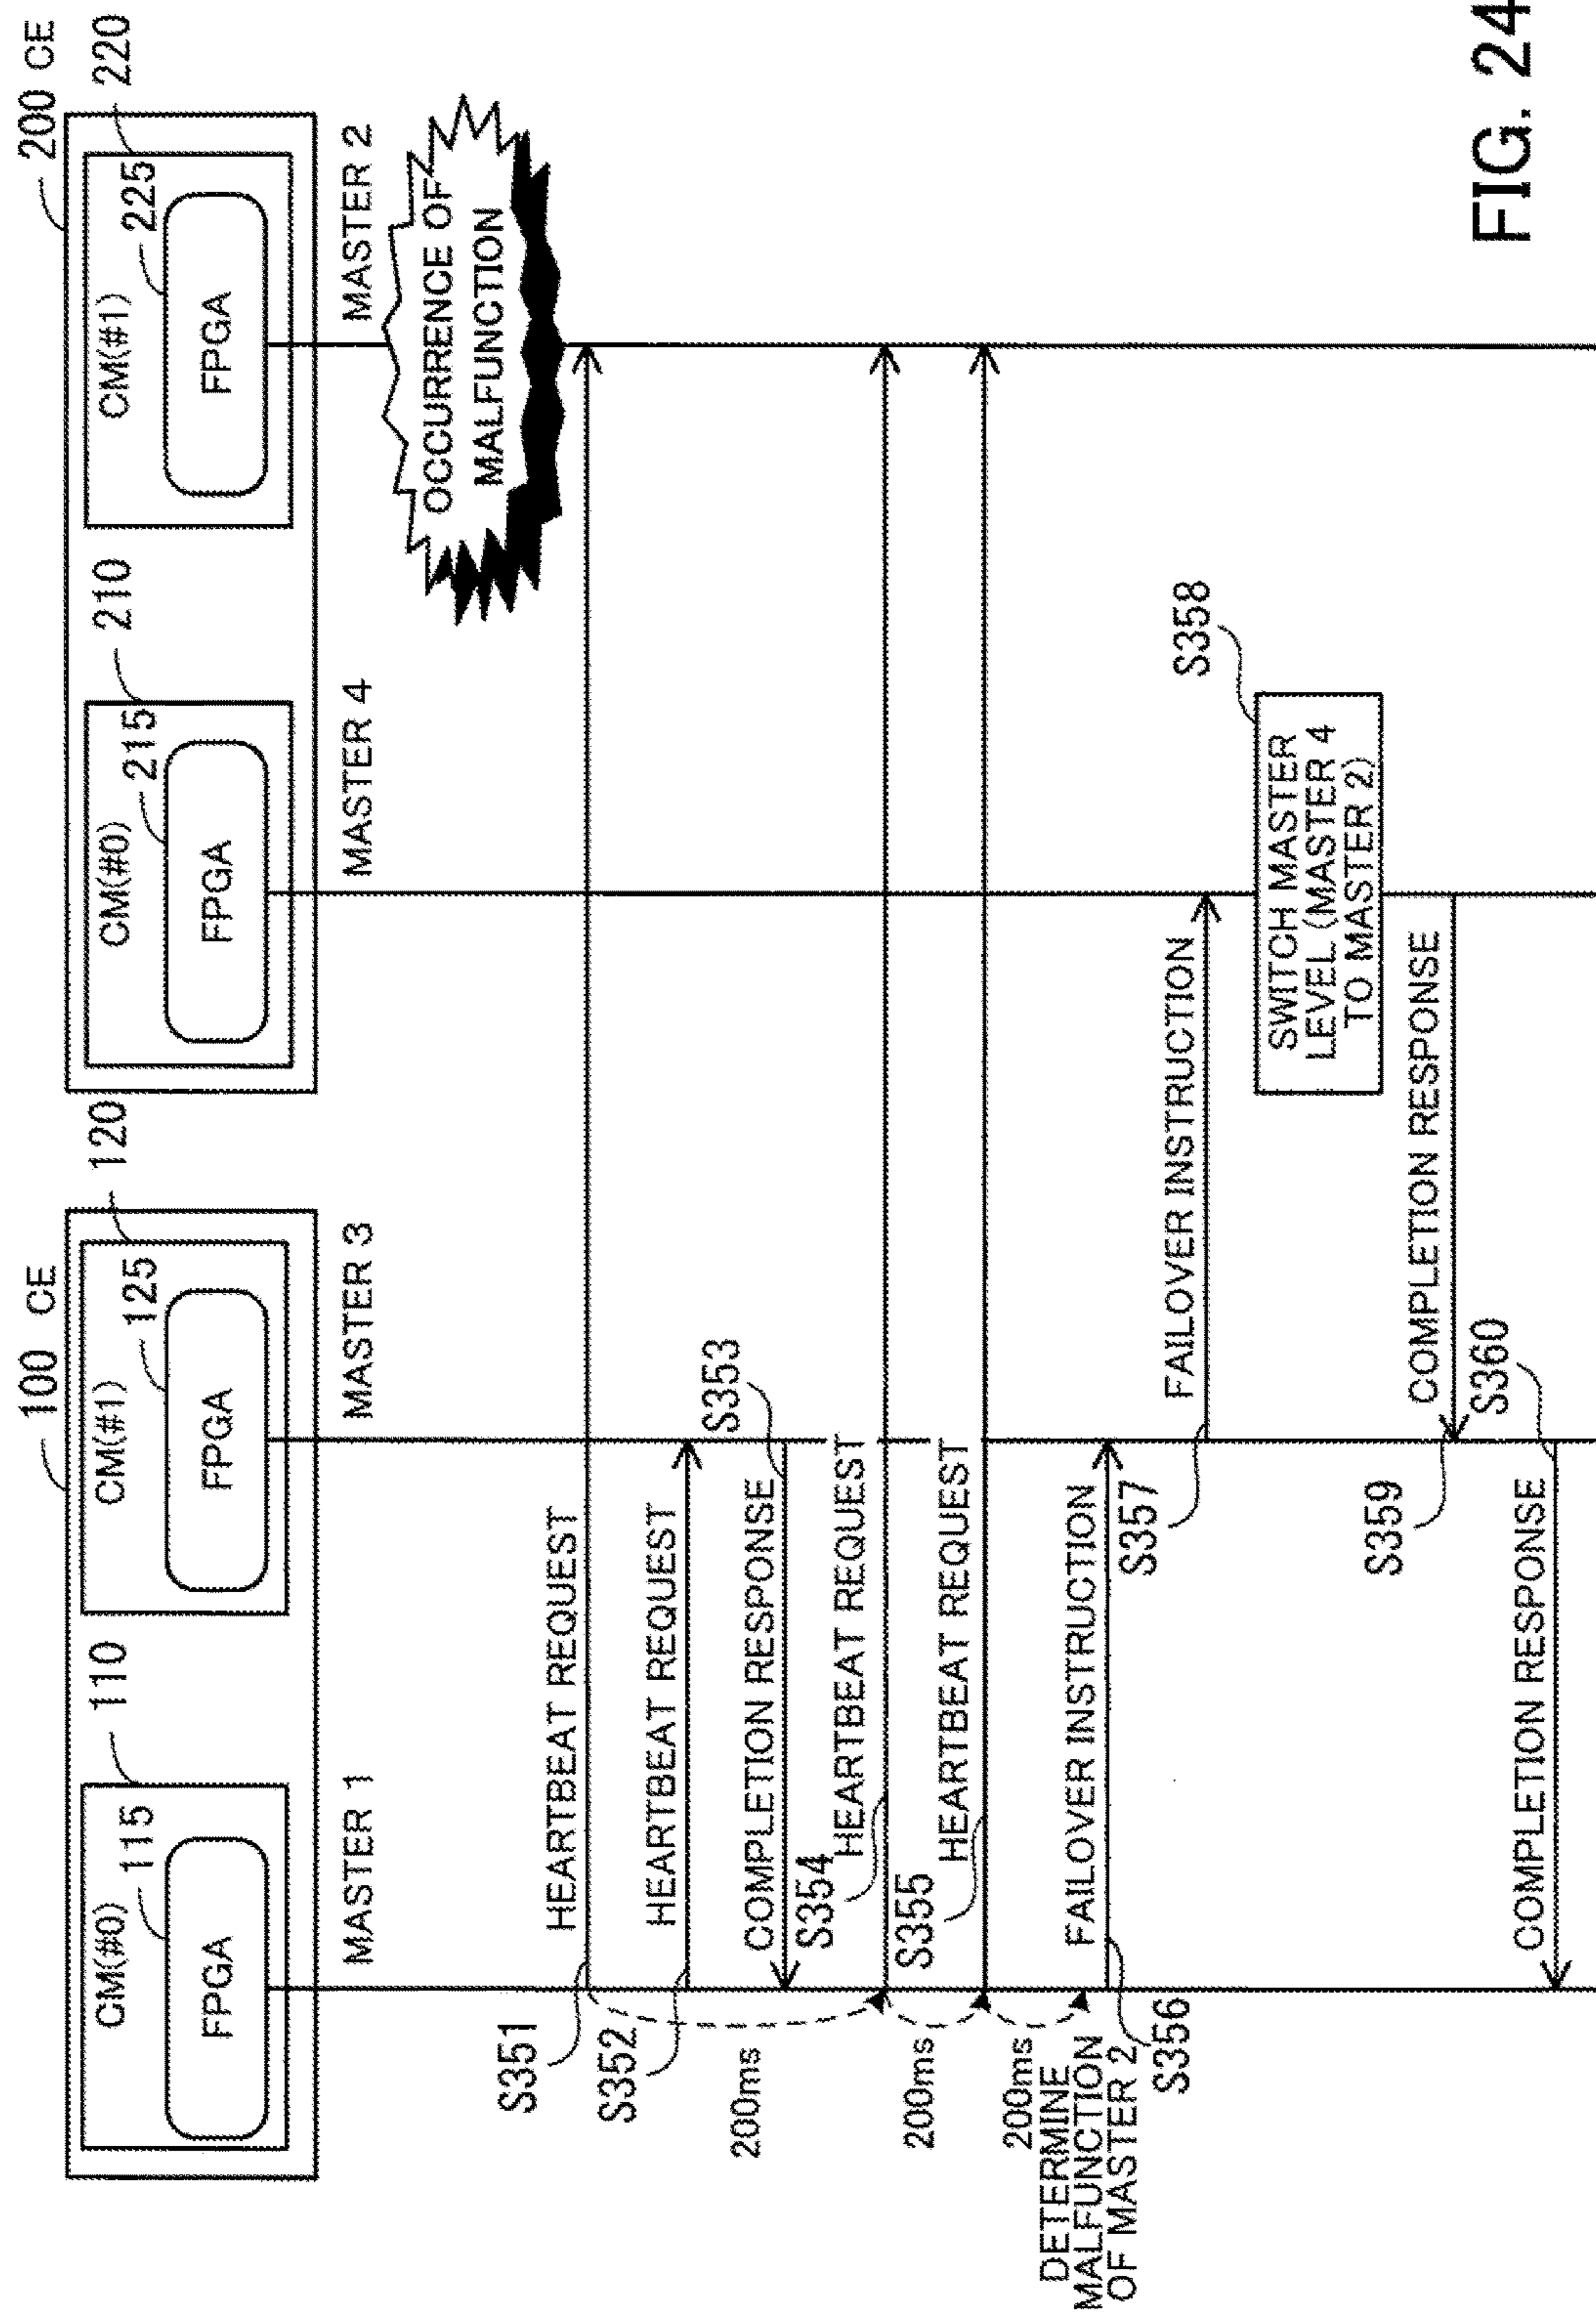 100 CE
200 CE
110
120
210
220
CM(#0)
115
FPGA
CM(#1)
125
FPGA
CM(#0)
215
FPGA
CM(#1)
225
FPGA
MASTER 1
MASTER 3
MASTER 4
MASTER 2
OCCURRENCE OF
MALFUNCTION
S351
HEARTBEAT REQUEST
S352
HEARTBEAT REQUEST
200ms
COMPLETION RESPONSE
S353
S354
HEARTBEAT REQUEST
200ms
S355
HEARTBEAT REQUEST
200ms
DETERMINE
MALFUNCTION
OF MASTER 2
FAILOVER INSTRUCTION
S356
S357
FAILOVER INSTRUCTION
S358
SWITCH MASTER
LEVEL (MASTER 4
TO MASTER 2)
S359
COMPLETION RESPONSE
S360
COMPLETION RESPONSE
FIG. 24